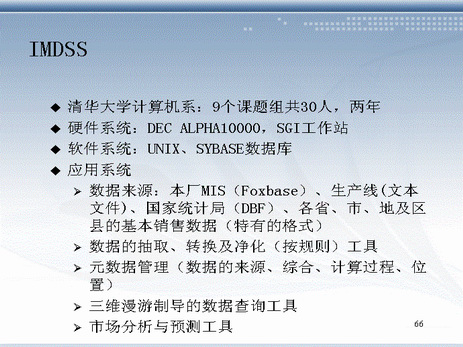 IMDSS
◆ 清华大学计算机系：9个课题组共30人，两年
◆ 硬件系统：DEC ALPHA10000，SGI工作站
◆ 软件系统：UNIX、SYBASE数据库
◆ 应用系统
➢ 数据来源：本厂MIS（Foxbase）、生产线(文本
文件)、国家统计局（DBF）、各省、市、地及区
县的基本销售数据（特有的格式）
➢ 数据的抽取、转换及净化（按规则）工具
➢ 元数据管理（数据的来源、综合、计算过程、位
置）
➢ 三维漫游制导的数据查询工具
➢ 市场分析与预测工具
66